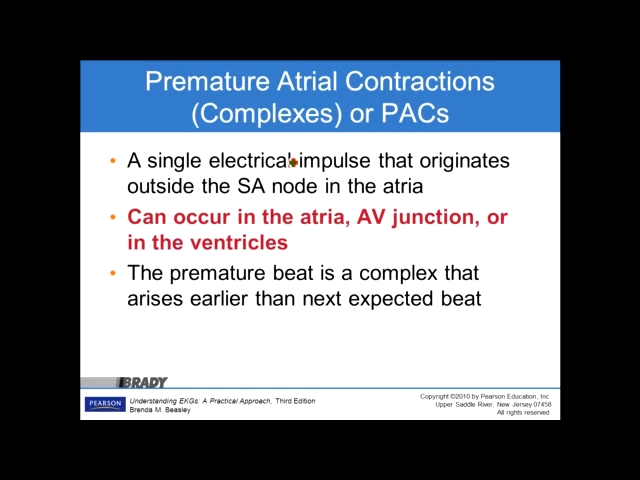 Premature Atrial Contractions
(Complexes) or PACs
• A single electrical impulse that originates
outside the SA node in the atria
• Can occur in the atria, AV junction, or
in the ventricles
• The premature beat is a complex that
arises earlier than next expected beat
BRADY
PEARSON
Understanding EKGs: A Practical Approach, Third Edition
Brenda M. Beasley
Copyright ©2010 by Pearson Education, Inc.
Upper Saddle River, New Jersey 07458
All rights reserved.